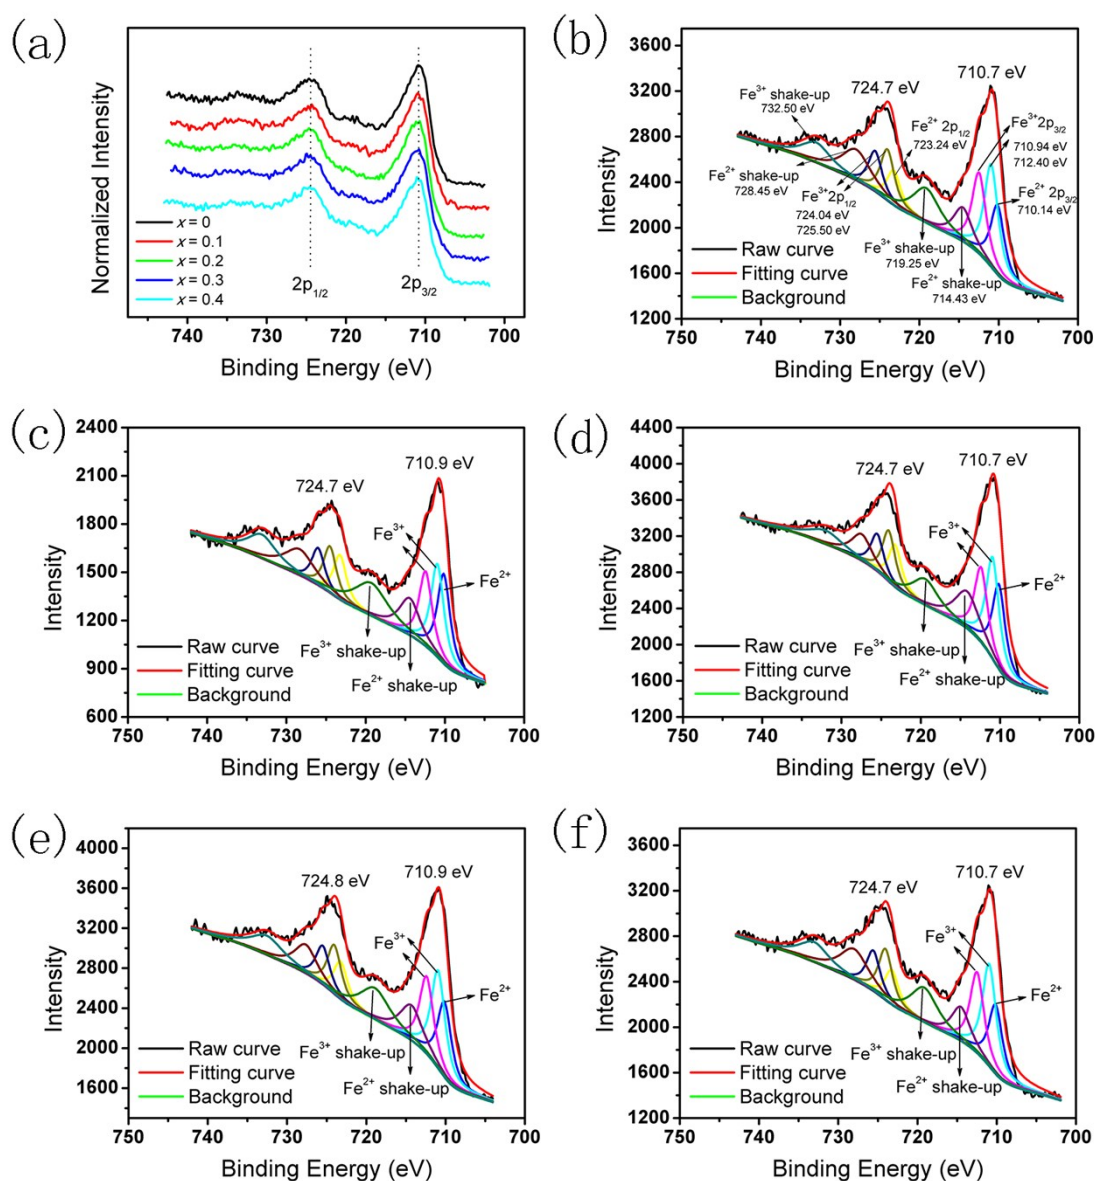 (a)
Normalized Intensity
x = 0
x = 0.1
x = 0.2
x = 0.3
x = 0.4
2p1/2
2p3/2
740 730 720 710 700
Binding Energy (eV)
(b)
Intensity
3600
3200
2800
2400
2000
1600
1200
724.7 eV
710.7 eV
Fe3+ shake-up
732.50 eV
Fe2+ 2p1/2
723.24 eV
Fe3+2p3/2
710.94 eV
712.40 eV
Fe2+ shake-up
728.45 eV
Fe3+2p1/2
724.04 eV
725.50 eV
Fe2+ 2p3/2
710.14 eV
Fe3+ shake-up
719.25 eV
Fe2+ shake-up
714.43 eV
Raw curve
Fitting curve
Background
750 740 730 720 710 700
Binding Energy (eV)
(c)
Intensity
2400
2100
1800
1500
1200
900
600
724.7 eV
710.9 eV
Fe3+
Fe2+
Fe3+ shake-up
Fe2+ shake-up
Raw curve
Fitting curve
Background
750 740 730 720 710 700
Binding Energy (eV)
(d)
Intensity
4400
4000
3600
3200
2800
2400
2000
1600
1200
724.7 eV
710.7 eV
Fe3+
Fe2+
Fe3+ shake-up
Fe2+ shake-up
Raw curve
Fitting curve
Background
750 740 730 720 710 700
Binding Energy (eV)
(e)
Intensity
4000
3600
3200
2800
2400
2000
1600
724.8 eV
710.9 eV
Fe3+
Fe2+
Fe3+ shake-up
Fe2+ shake-up
Raw curve
Fitting curve
Background
750 740 730 720 710 700
Binding Energy (eV)
(f)
Intensity
3600
3200
2800
2400
2000
1600
1200
724.7 eV
710.7 eV
Fe3+
Fe2+
Fe3+ shake-up
Fe2+ shake-up
Raw curve
Fitting curve
Background
750 740 730 720 710 700
Binding Energy (eV)